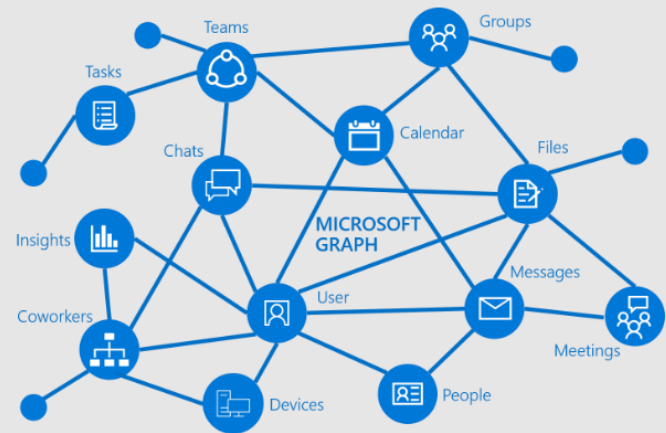 Teams
Groups
Tasks
Calendar
Chats
Files
MICROSOFT
GRAPH
Insights
Messages
User
Coworkers
Meetings
Devices
People